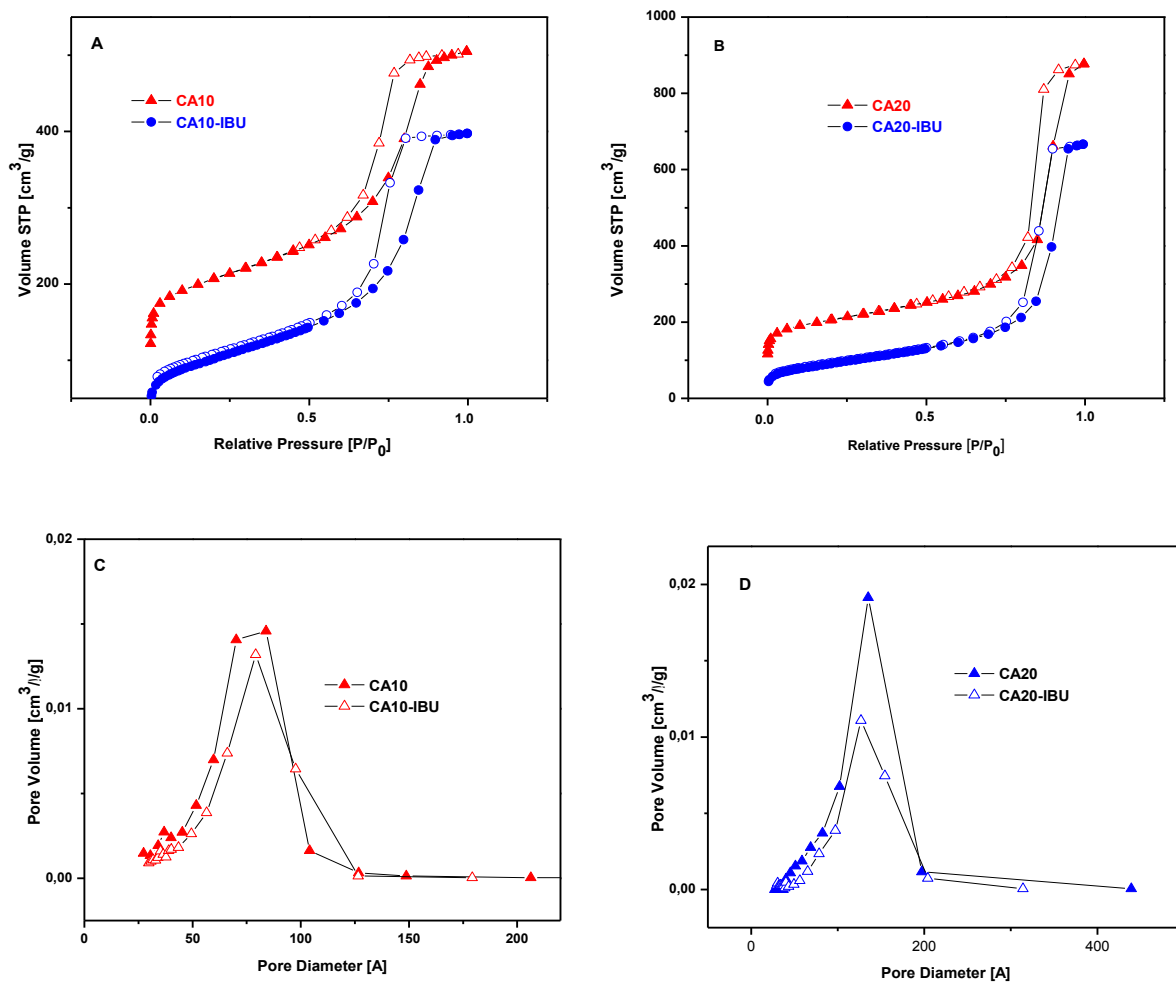 A
CA10
CA10-IBU
400
200
0.0
0.5
1.0
Volume STP [cm³/g]
Relative Pressure [P/P₀]
B
CA20
CA20-IBU
1000
800
600
400
200
0
0.0
0.5
1.0
Volume STP [cm³/g]
Relative Pressure [P/P₀]
C
CA10
CA10-IBU
0,02
0,01
0,00
0
50
100
150
200
Pore Volume [cm³/Å/g]
Pore Diameter [A]
D
CA20
CA20-IBU
0,02
0,01
0,00
0
200
400
Pore Volume [cm³/Å/g]
Pore Diameter [A]